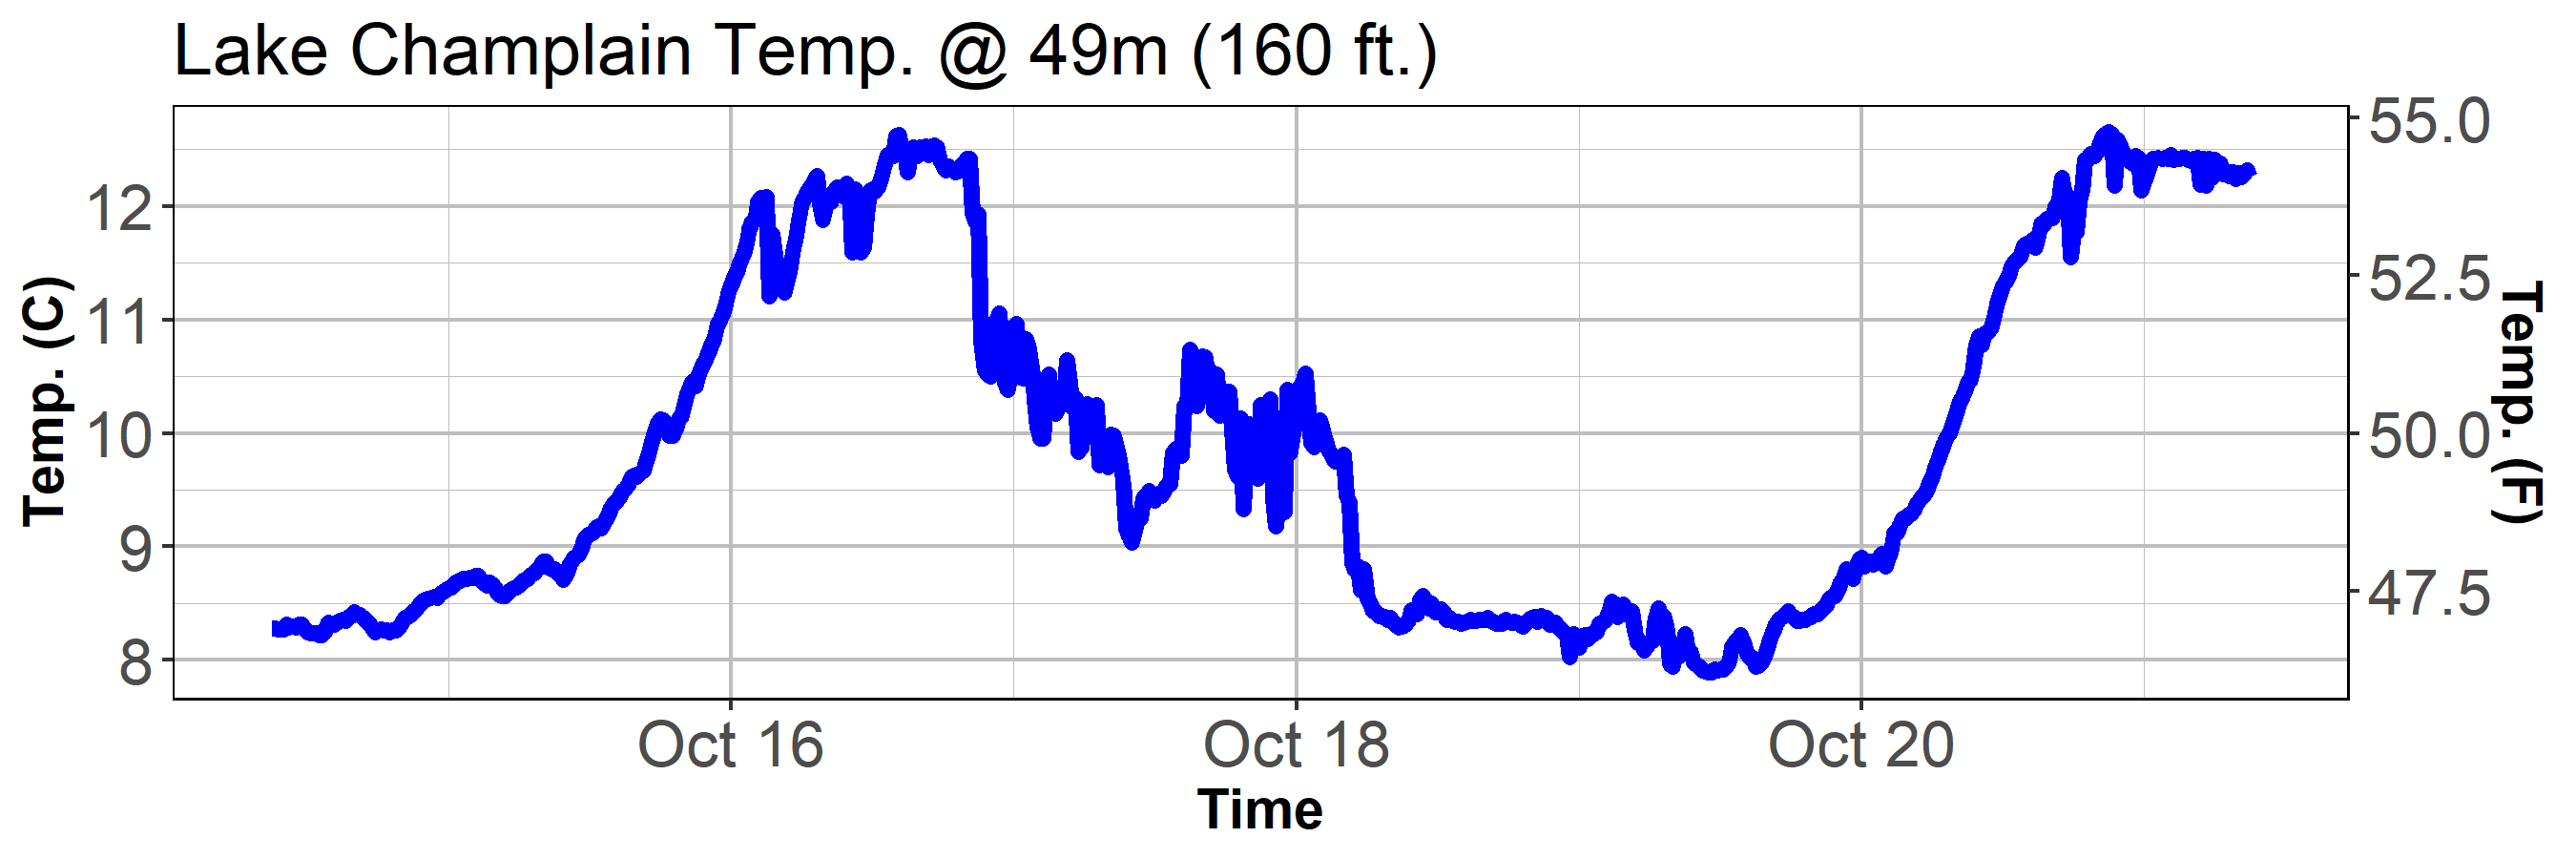 Lake Champlain Temp. @ 49m (160 ft.)
Temp. (C)
12
11
10
9
8
55.0
52.5
50.0
47.5
Temp. (F)
Oct 16 Oct 18 Oct 20
Time